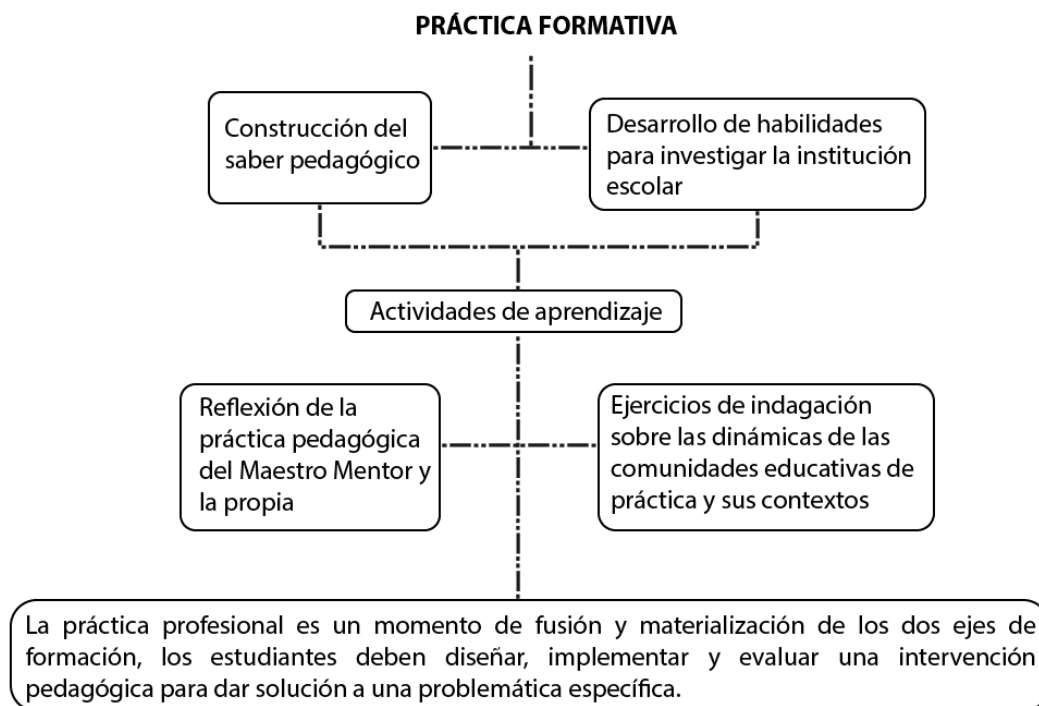 PRÁCTICA FORMATIVA
Construcción del
saber pedagógico
Desarrollo de habilidades
para investigar la institución
escolar
Actividades de aprendizaje
Reflexión de la
práctica pedagógica
del Maestro Mentor y
la propia
Ejercicios de indagación
sobre las dinámicas de las
comunidades educativas de
práctica y sus contextos
La práctica profesional es un momento de fusión y materialización de los dos ejes de
formación, los estudiantes deben diseñar, implementar y evaluar una intervención
pedagógica para dar solución a una problemática específica.